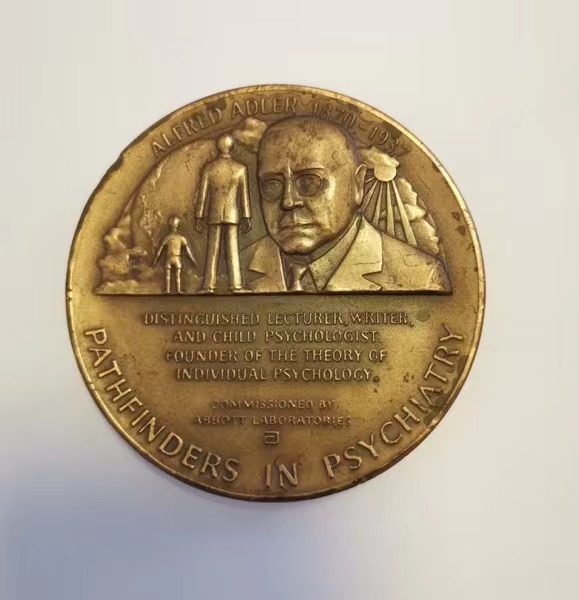 ALFRED ADLER 1870-193
DISTINGUISHED LECTURER, WRITER,
AND CHILD PSYCHOLOGIST.
FOUNDER OF THE THEORY OF
INDIVIDUAL PSYCHOLOGY.
COMMISSIONED BY
ABBOTT LABORATORIES
PATHFINDERS IN PSYCHIATRY